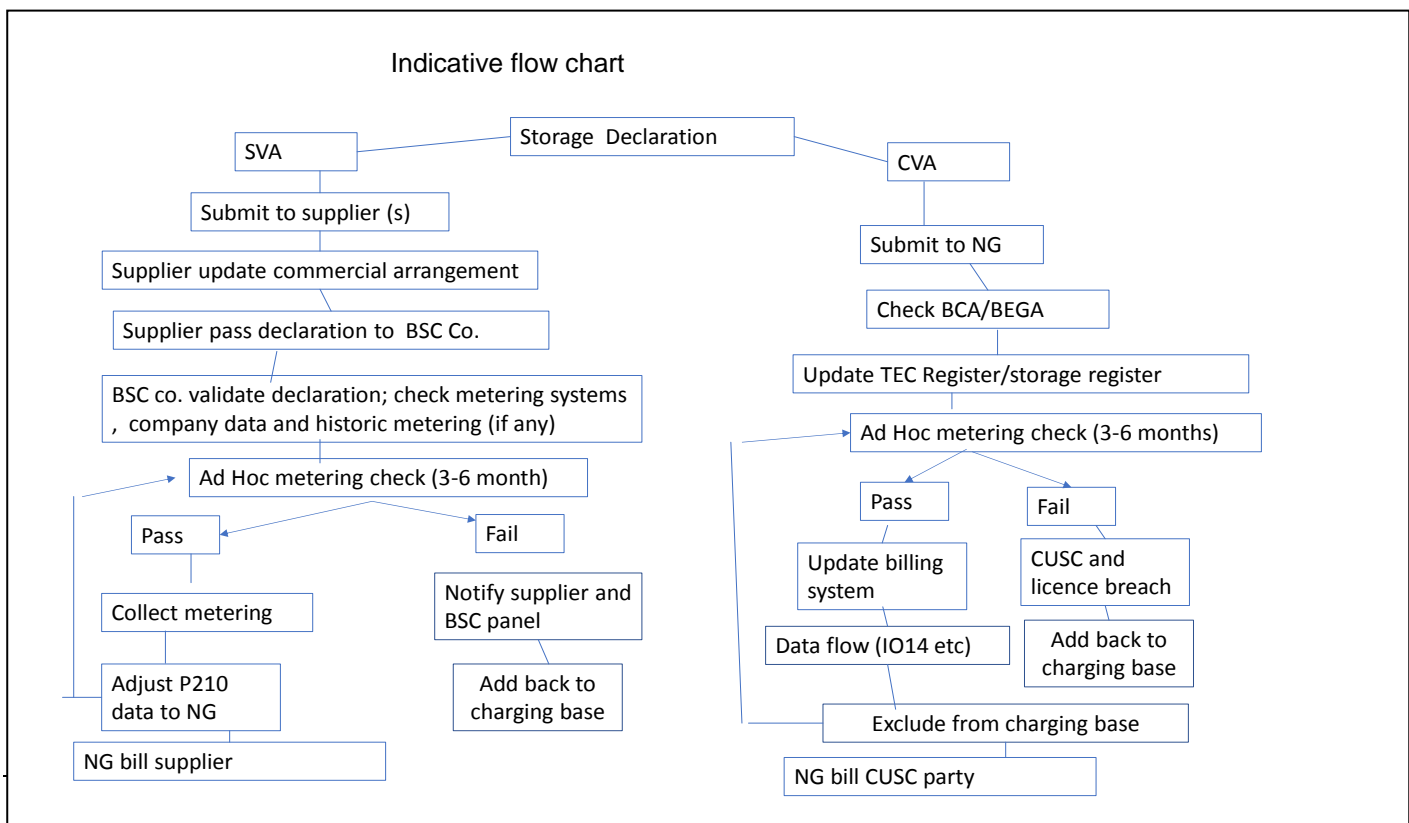 Indicative flow chart
Storage  Declaration
SVA
Submit to supplier (s)
Supplier update commercial arrangement
Supplier pass declaration to  BSC Co.
BSC co. validate declaration; check metering systems
,  company data and historic metering (if any)
Ad Hoc metering check (3-6 month)
Pass
Collect metering
Adjust P210
data to NG
NG bill supplier
Fail
Notify supplier and
BSC panel
Add back to
charging base
CVA
Submit to NG
Check BCA/BEGA
Update TEC Register/storage register
Ad Hoc metering check (3-6 months)
Pass
Update billing
system
Data flow (IO14 etc)
Exclude from charging base
NG bill CUSC party
Fail
CUSC and
licence breach
Add back to
charging base